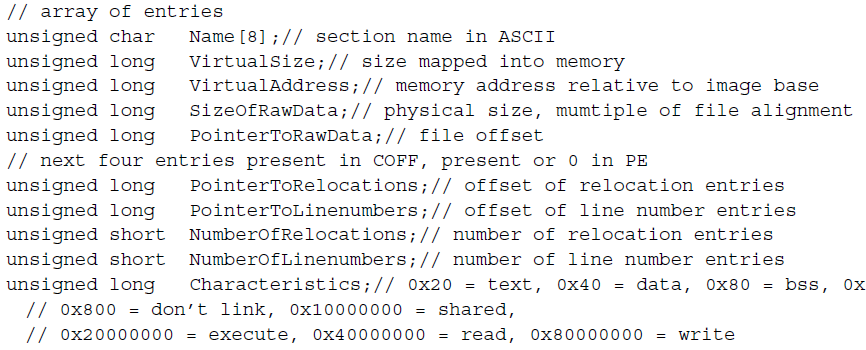 // array of entries
unsigned char Name[8];// section name in ASCII
unsigned long VirtualSize;// size mapped into memory
unsigned long VirtualAddress;// memory address relative to image base
unsigned long SizeOfRawData;// physical size, mumtiple of file alignment
unsigned long PointerToRawData;// file offset
// next four entries present in COFF, present or 0 in PE
unsigned long PointerToRelocations;// offset of relocation entries
unsigned long PointerToLinenumbers;// offset of line number entries
unsigned short NumberOfRelocations;// number of relocation entries
unsigned short NumberOfLinenumbers;// number of line number entries
unsigned long Characteristics;// 0x20 = text, 0x40 = data, 0x80 = bss, 0x
// 0x800 = don’t link, 0x10000000 = shared,
// 0x20000000 = execute, 0x40000000 = read, 0x80000000 = write